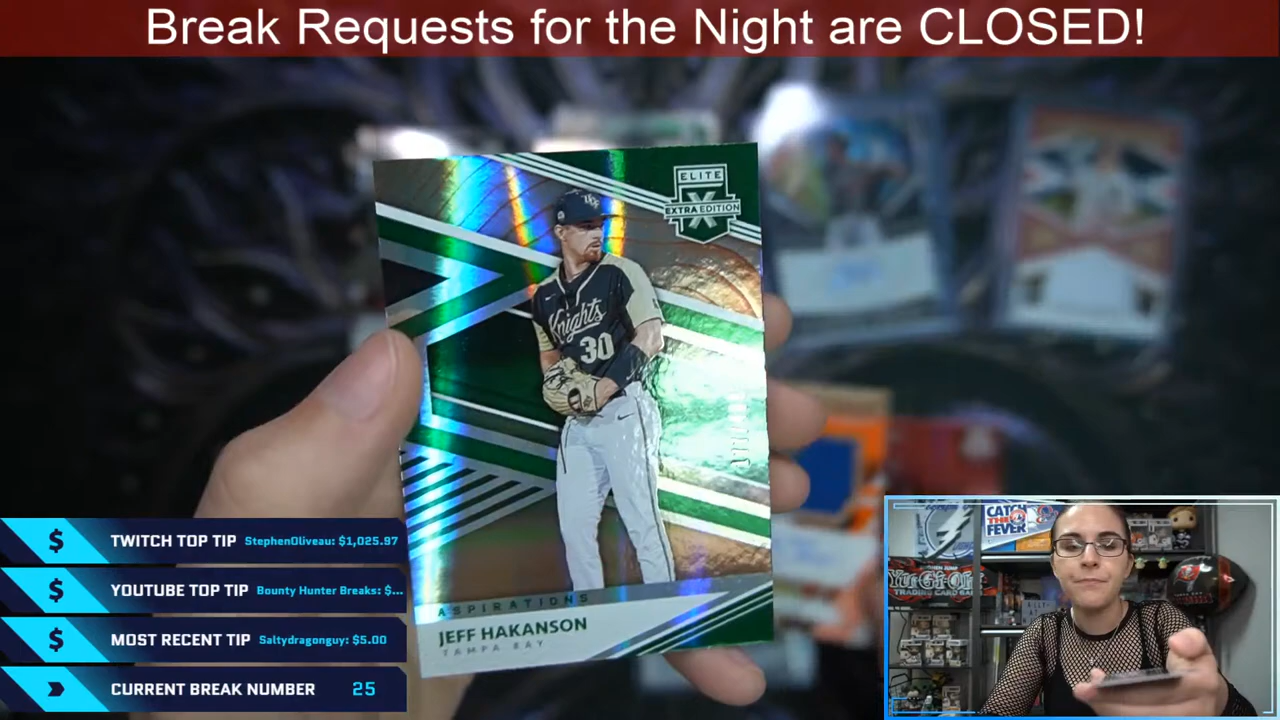 Break Requests for the Night are CLOSED!
ELITE
X
EXTRA EDITION
UCF
Knights
30
ASPIRATIONS
JEFF HAKANSON
TAMPA BAY
$ TWITCH TOP TIP StephenOliveau: $1,025.97
$ YOUTUBE TOP TIP Bounty Hunter Breaks: $...
$ MOST RECENT TIP Saltydragonguy: $5.00
CURRENT BREAK NUMBER 25
CATCH
THE
FEVER
Yu-Gi-Oh!
TRADING CARD GAME